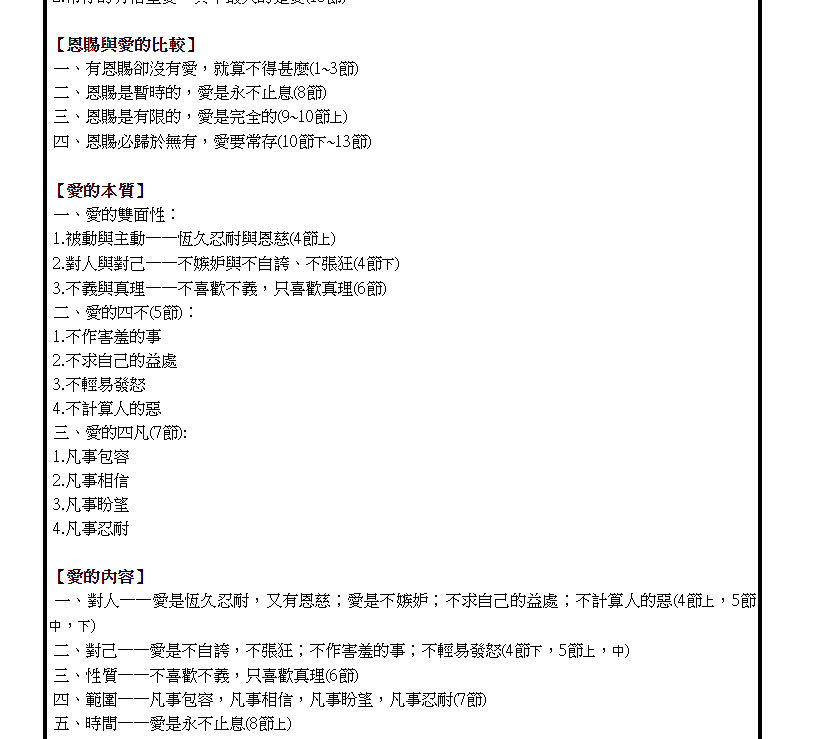 【恩賜與愛的比較】
一、有恩賜卻沒有愛，就算不得甚麼(1~3節)
二、恩賜是暫時的，愛是永不止息(8節)
三、恩賜是有限的，愛是完全的(9~10節上)
四、恩賜必歸於無有，愛要常存(10節下~13節)
【愛的本質】
一、愛的雙面性：
1.被動與主動──恆久忍耐與恩慈(4節上)
2.對人與對己──不嫉妒與不自誇、不張狂(4節下)
3.不義與真理──不喜歡不義，只喜歡真理(6節)
二、愛的四不(5節)：
1.不作害羞的事
2.不求自己的益處
3.不輕易發怒
4.不計算人的惡
三、愛的四凡(7節):
1.凡事包容
2.凡事相信
3.凡事盼望
4.凡事忍耐
【愛的內容】
一、對人──愛是恆久忍耐，又有恩慈；愛是不嫉妒；不求自己的益處；不計算人的惡(4節上，5節
中，下)
二、對己──愛是不自誇，不張狂；不作害羞的事；不輕易發怒(4節下，5節上，中)
三、性質──不喜歡不義，只喜歡真理(6節)
四、範圍──凡事包容，凡事相信，凡事盼望，凡事忍耐(7節)
五、時間──愛是永不止息(8節上)